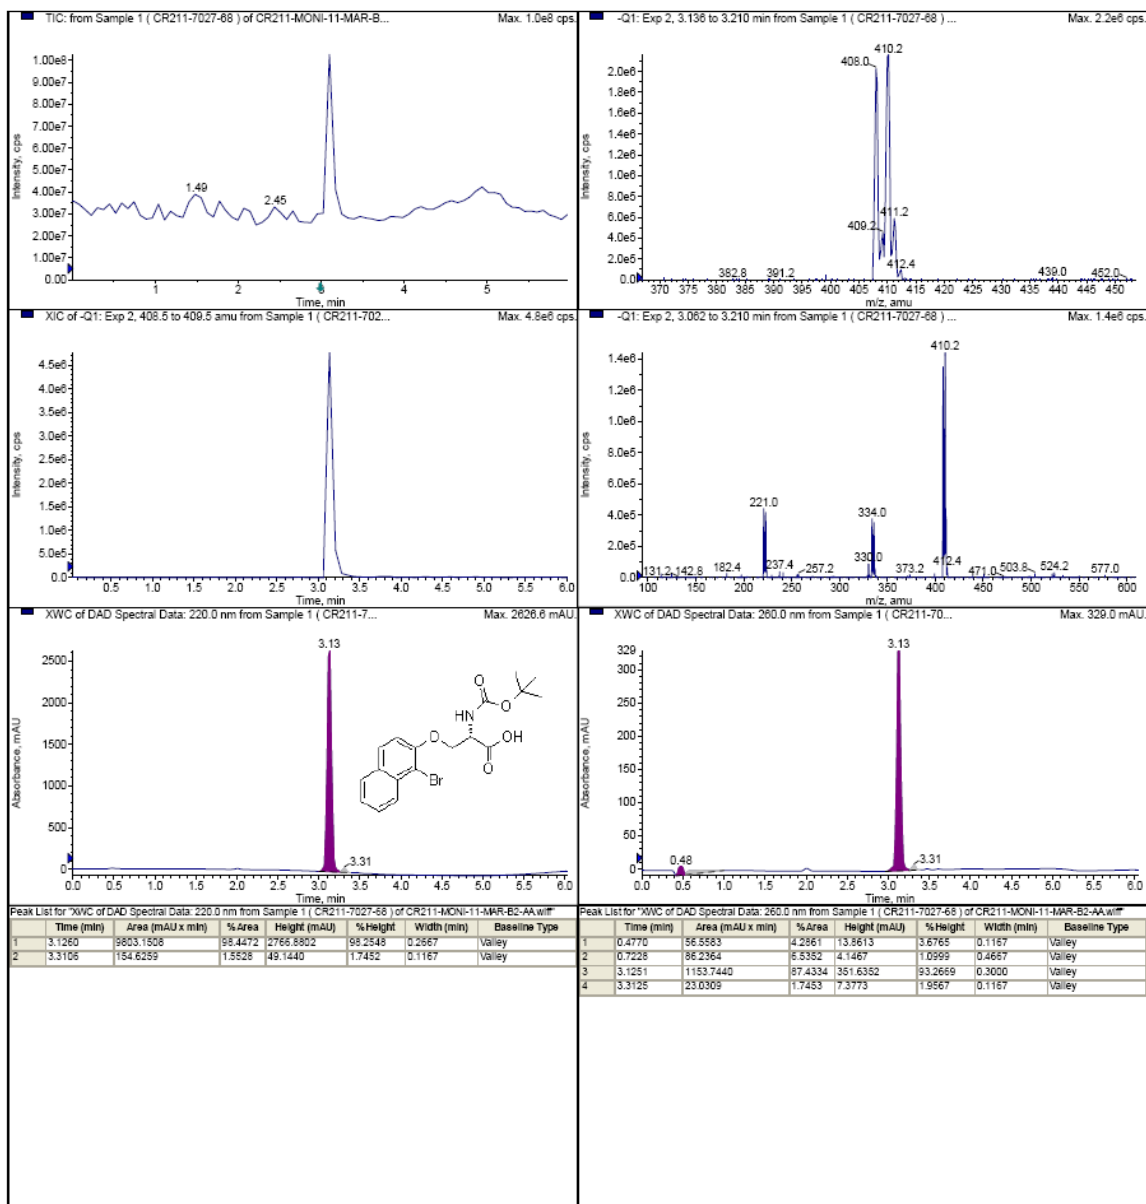 TIC: from Sample 1 ( CR211-7027-68 ) of CR211-MONI-11-MAR-B... Max. 1.0e8 cps.
1.00e8
9.00e7
8.00e7
7.00e7
6.00e7
5.00e7
4.00e7
3.00e7
2.00e7
1.00e7
0.00
Intensity, cps
1.49
2.45
1 2 3 4 5
Time, min
-Q1: Exp 2, 3.136 to 3.210 min from Sample 1 ( CR211-7027-68 ) ... Max. 2.2e6 cps.
2.0e6
1.8e6
1.6e6
1.4e6
1.2e6
1.0e6
8.0e5
6.0e5
4.0e5
2.0e5
0.0
Intensity, cps
410.2
408.0
409.2
411.2
412.4
382.8
391.2
439.0
452.0
370 375 380 385 390 395 400 405 410 415 420 425 430 435 440 445 450
m/z, amu
XIC of -Q1: Exp 2, 408.5 to 409.5 amu from Sample 1 ( CR211-702... Max. 4.8e6 cps.
4.5e6
4.0e6
3.5e6
3.0e6
2.5e6
2.0e6
1.5e6
1.0e6
5.0e5
0.0
Intensity, cps
0.5 1.0 1.5 2.0 2.5 3.0 3.5 4.0 4.5 5.0 5.5
Time, min
-Q1: Exp 2, 3.062 to 3.210 min from Sample 1 ( CR211-7027-68 ) ... Max. 1.4e6 cps.
1.4e6
1.2e6
1.0e6
8.0e5
6.0e5
4.0e5
2.0e5
0.0
Intensity, cps
410.2
221.0
334.0
330.0
131.2
142.8
182.4
237.4
257.2
373.2
412.4
471.0
503.8
524.2
577.0
100 150 200 250 300 350 400 450 500 550 600
m/z, amu
XWC of DAD Spectral Data: 220.0 nm from Sample 1 ( CR211-7... Max. 2626.6 mAU.
2500
2000
1500
1000
500
0
Absorbance, mAU
3.13
3.31
O
O
HN
O
OH
O
Br
0.0 0.5 1.0 1.5 2.0 2.5 3.0 3.5 4.0 4.5 5.0 5.5 6.0
Time, min
XWC of DAD Spectral Data: 260.0 nm from Sample 1 ( CR211-70... Max. 329.0 mAU.
329
300
250
200
150
100
50
0
Absorbance, mAU
3.13
0.48
3.31
0.0 0.5 1.0 1.5 2.0 2.5 3.0 3.5 4.0 4.5 5.0 5.5 6.0
Time, min
Peak List for "XWC of DAD Spectral Data: 220.0 nm from Sample 1 ( CR211-7027-68 ) of CR211-MONI-11-MAR-B2-AA.wiff"
Time (min) Area (mAU x min) % Area Height (mAU) % Height Width (min) Baseline Type
1 3.1260 9803.1508 98.4472 2766.8802 98.2548 0.2667 Valley
2 3.3106 154.6259 1.5528 49.1440 1.7452 0.1167 Valley
Peak List for "XWC of DAD Spectral Data: 260.0 nm from Sample 1 ( CR211-7027-68 ) of CR211-MONI-11-MAR-B2-AA.wiff"
Time (min) Area (mAU x min) % Area Height (mAU) % Height Width (min) Baseline Type
1 0.4770 56.5583 4.2861 13.8613 3.6765 0.1167 Valley
2 0.7228 86.2364 6.5352 4.1467 1.0999 0.4667 Valley
3 3.1251 1153.7440 87.4334 351.6352 93.2669 0.3000 Valley
4 3.3125 23.0309 1.7453 7.3773 1.9567 0.1167 Valley